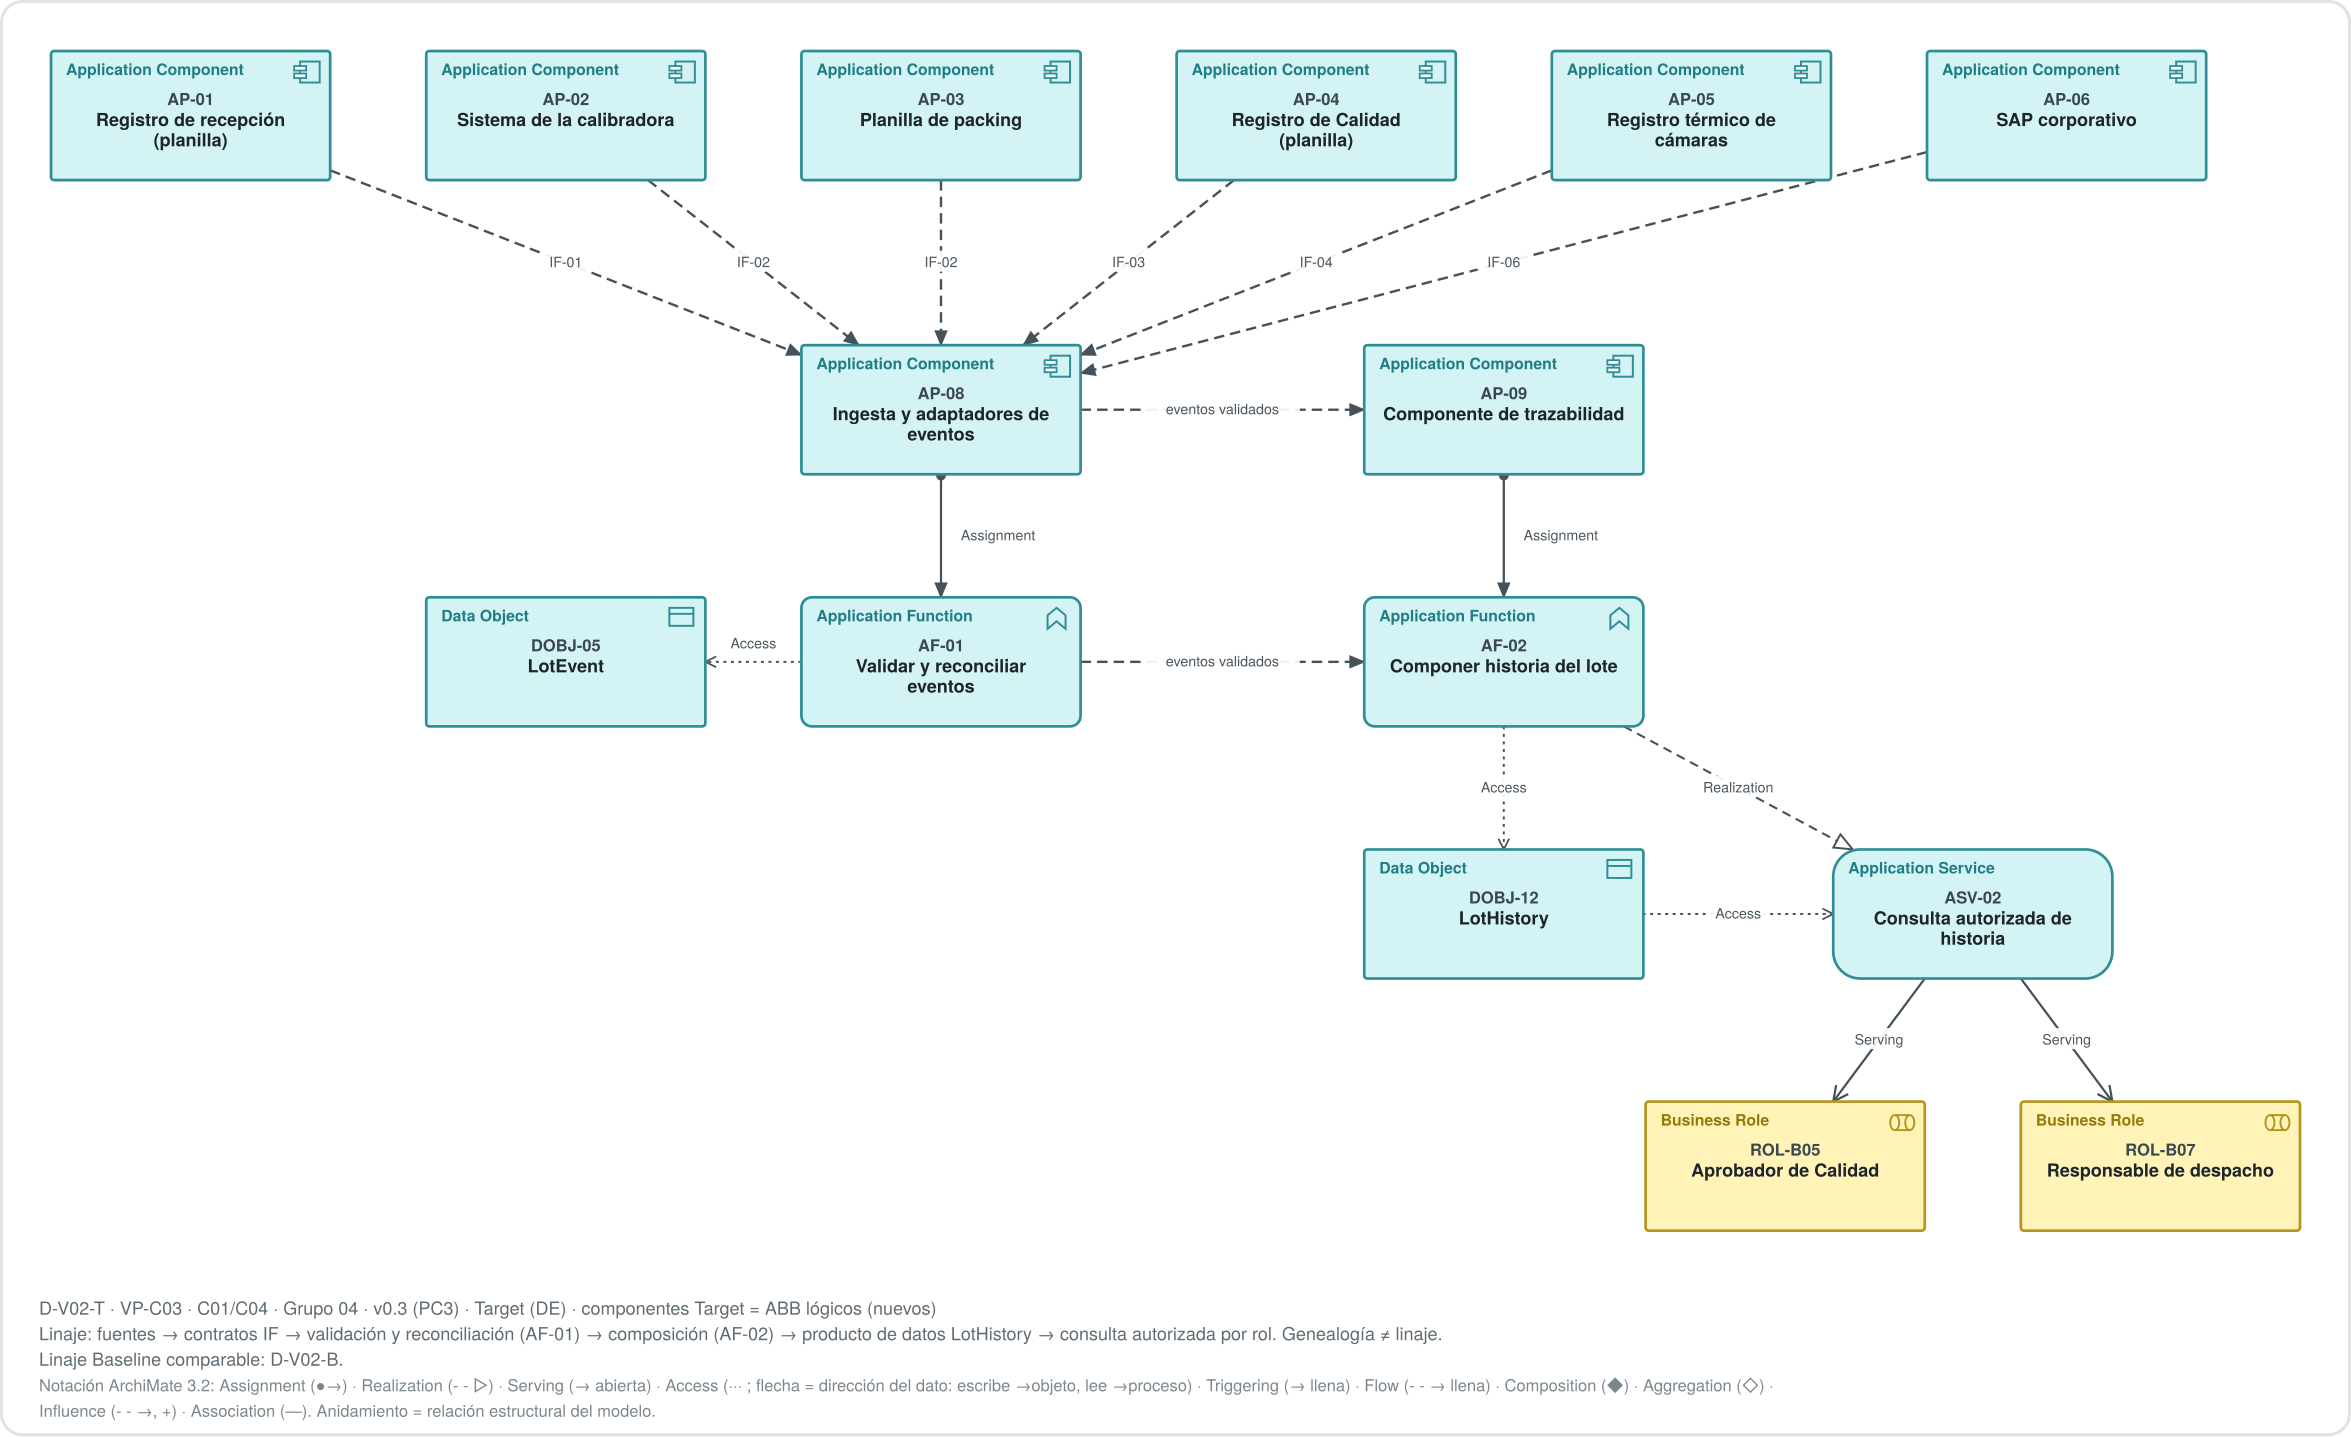 Application Component
AP-01
Registro de recepción
(planilla)
Application Component
AP-02
Sistema de la calibradora
Application Component
AP-03
Planilla de packing
Application Component
AP-04
Registro de Calidad
(planilla)
Application Component
AP-05
Registro térmico de
cámaras
Application Component
AP-06
SAP corporativo
IF-01
IF-02
IF-02
IF-03
IF-04
IF-06
Application Component
AP-08
Ingesta y adaptadores de
eventos
eventos validados
Application Component
AP-09
Componente de trazabilidad
Assignment
Assignment
Data Object
DOBJ-05
LotEvent
Access
Application Function
AF-01
Validar y reconciliar
eventos
eventos validados
Application Function
AF-02
Componer historia del lote
Access
Realization
Data Object
DOBJ-12
LotHistory
Access
Application Service
ASV-02
Consulta autorizada de
historia
Serving
Serving
Business Role
ROL-B05
Aprobador de Calidad
Business Role
ROL-B07
Responsable de despacho
D-V02-T · VP-C03 · C01/C04 · Grupo 04 · v0.3 (PC3) · Target (DE) · componentes Target = ABB lógicos (nuevos)
Linaje: fuentes → contratos IF → validación y reconciliación (AF-01) → composición (AF-02) → producto de datos LotHistory → consulta autorizada por rol. Genealogía ≠ linaje.
Linaje Baseline comparable: D-V02-B.
Notación ArchiMate 3.2: Assignment (●→) · Realization (- - ▷) · Serving (→ abierta) · Access (··· ; flecha = dirección del dato: escribe →objeto, lee →proceso) · Triggering (→ llena) · Flow (- - → llena) · Composition (◆) · Aggregation (◇) ·
Influence (- - →, +) · Association (—). Anidamiento = relación estructural del modelo.